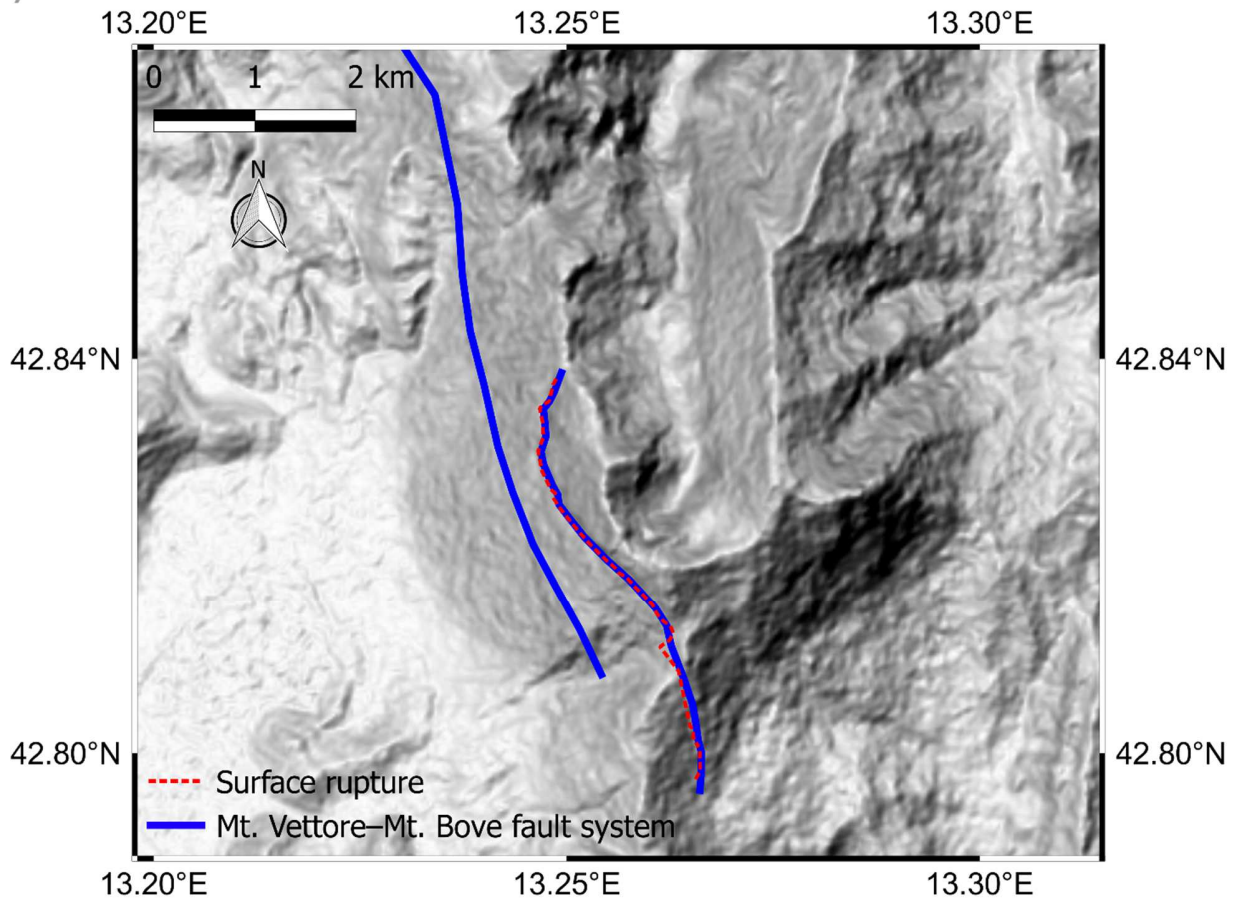 13.20°E 13.25°E 13.30°E
0 1 2 km
N
42.84°N 42.84°N
42.80°N 42.80°N
Surface rupture
Mt. Vettore–Mt. Bove fault system
13.20°E 13.25°E 13.30°E